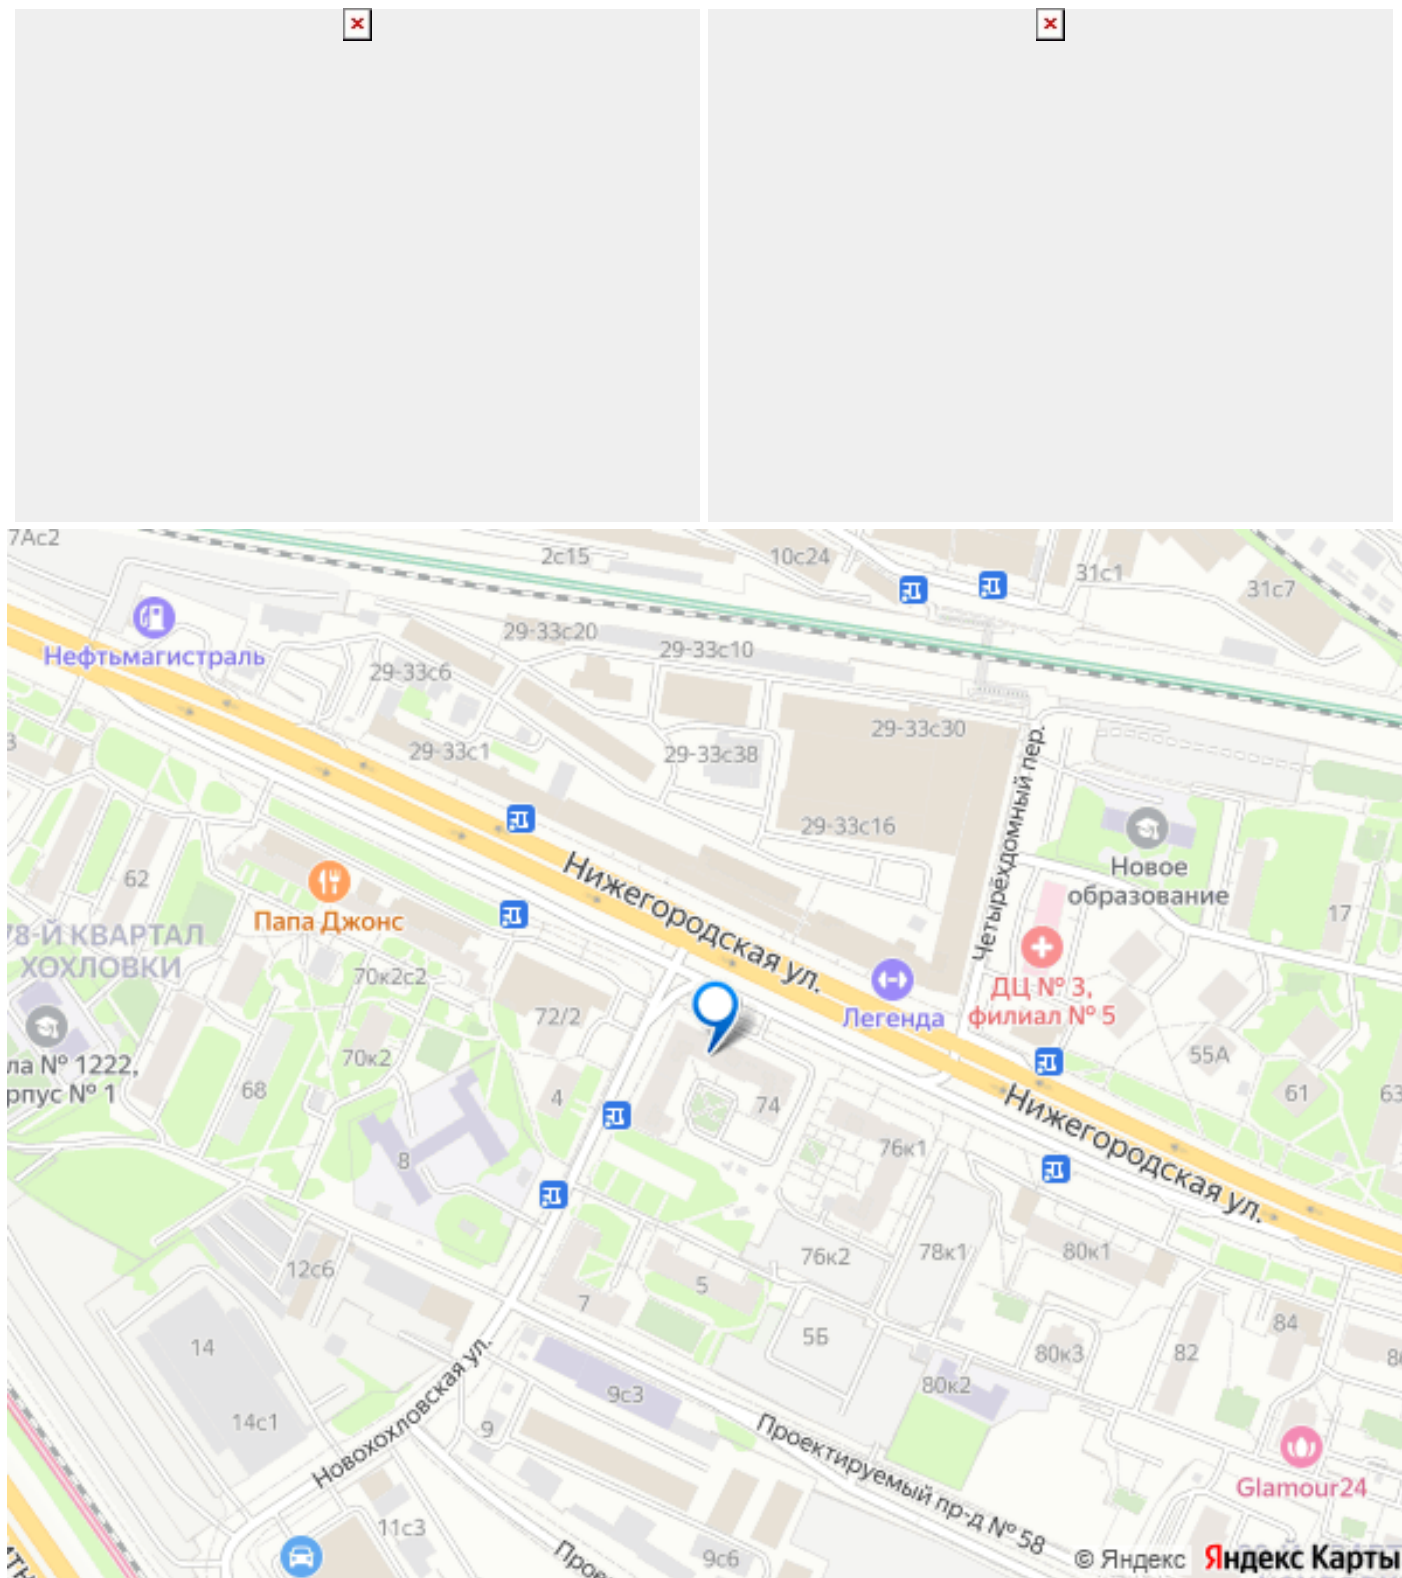 7Ас2
2с15
10с24
31с1
31с7
29-33с20
29-33с10
Нефтьмагистраль
29-33с6
29-33с30
29-33с1
29-33с38
Четырёхдомный пер.
29-33с16
Нижегородская ул.
Новое
образование
62
17
Папа Джонс
78-Й КВАРТАЛ
ХОХЛОВКИ
70к2с2
ДЦ № 3,
филиал № 5
Легенда
72/2
70к2
55А
ла № 1222,
рпус № 1
68
4
74
61
63
Нижегородская ул.
8
76к1
76к2
78к1
80к1
12с6
5
7
5Б
84
14
80к3
82
80к2
9с3
14с1
9
Новохохловская ул.
Проектируемый пр-д № 58
Glamour24
11с3
9с6
© Яндекс
Яндекс Карты